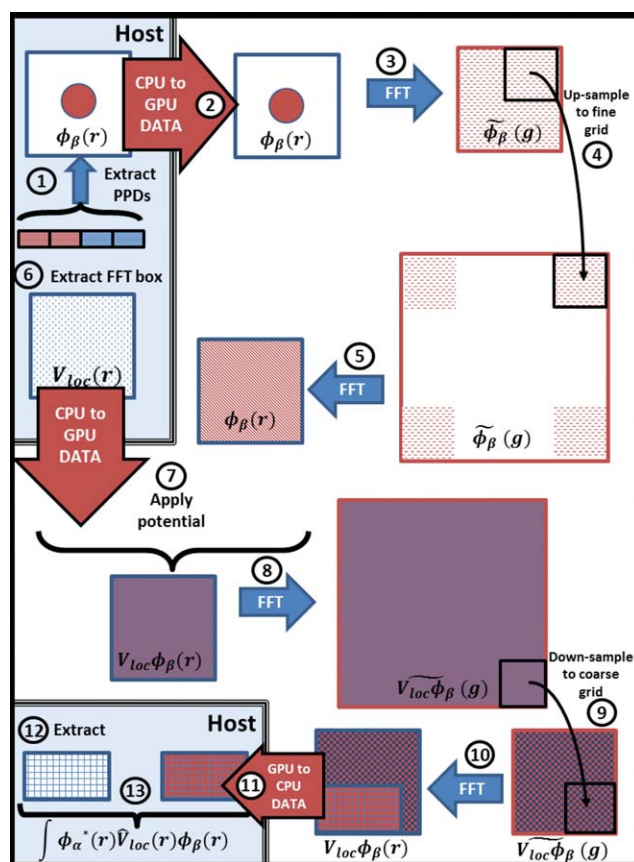 Host
ϕβ(r)
CPU to
GPU
DATA
2
ϕβ(r)
3
FFT
ϕ̃β(g)
Up-sample
to fine
grid
4
1
Extract
PPDs
6 Extract FFT box
Vloc(r)
CPU to
GPU
DATA
5
FFT
ϕβ(r)
ϕ̃β(g)
7
Apply
potential
8
FFT
Vlocϕβ(r)
Ṽlocϕ̃β(g)
Down-sample
to coarse
grid
9
Host
12 Extract
13
∫ ϕα*(r)V̂loc(r)ϕβ(r)
GPU to
CPU
DATA
11
Vlocϕβ(r)
10
FFT
Ṽlocϕ̃β(g)